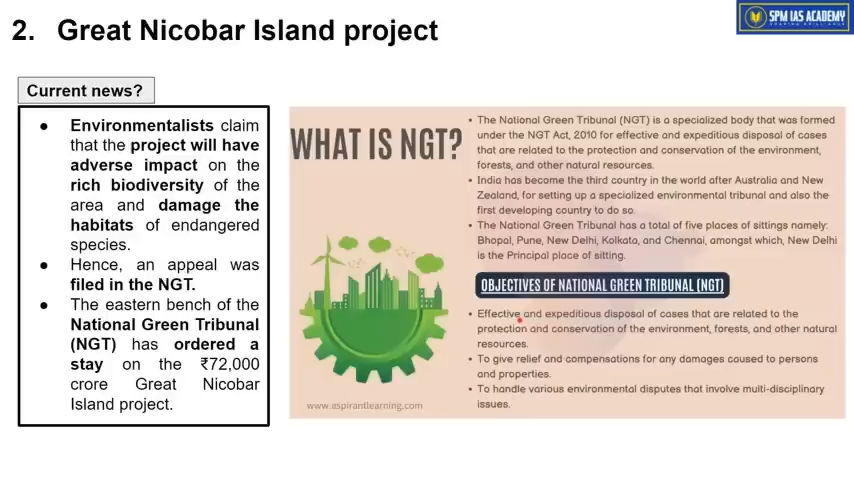 2. Great Nicobar Island project
SPM IAS ACADEMY
Current news?
● Environmentalists claim
that the project will have
adverse impact on the
rich biodiversity of the
area and damage the
habitats of endangered
species.
● Hence, an appeal was
filed in the NGT.
● The eastern bench of the
National Green Tribunal
(NGT) has ordered a
stay on the ₹72,000
crore Great Nicobar
Island project.
WHAT IS NGT?
• The National Green Tribunal (NGT) is a specialized body that was formed
under the NGT Act, 2010 for effective and expeditious disposal of cases
that are related to the protection and conservation of the environment,
forests, and other natural resources.
• India has become the third country in the world after Australia and New
Zealand, for setting up a specialized environmental tribunal and also the
first developing country to do so.
• The National Green Tribunal has a total of five places of sittings namely:
Bhopal, Pune, New Delhi, Kolkata, and Chennai, amongst which, New Delhi
is the Principal place of sitting.
OBJECTIVES OF NATIONAL GREEN TRIBUNAL (NGT)
• Effective and expeditious disposal of cases that are related to the
protection and conservation of the environment, forests, and other natural
resources.
• To give relief and compensations for any damages caused to persons
and properties.
• To handle various environmental disputes that involve multi-disciplinary
issues.
www.aspirantlearning.com